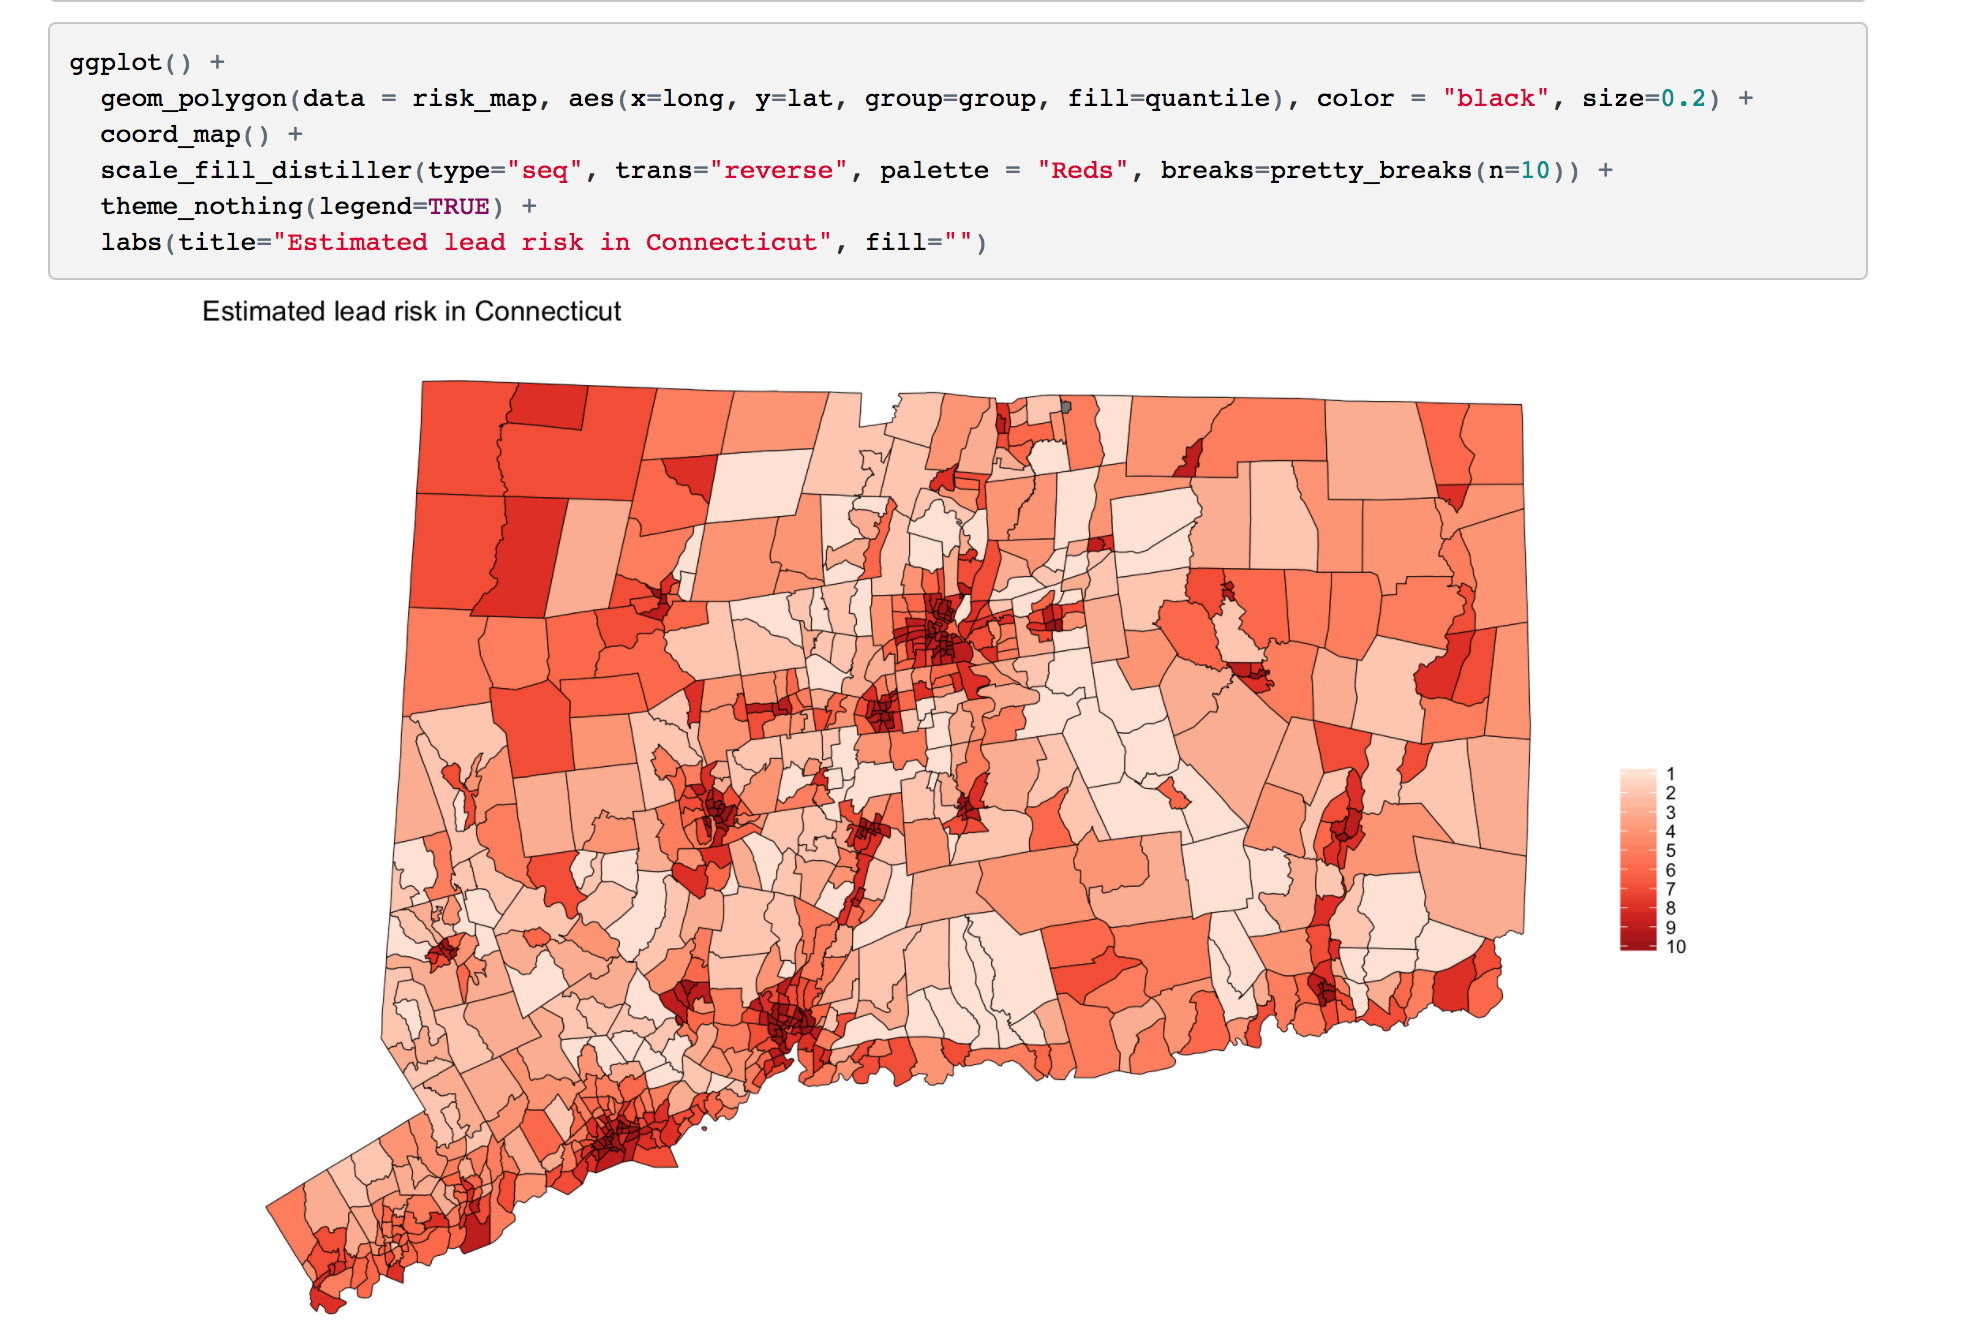 ggplot() +
  geom_polygon(data = risk_map, aes(x=long, y=lat, group=group, fill=quantile), color = "black", size=0.2) +
  coord_map() +
  scale_fill_distiller(type="seq", trans="reverse", palette = "Reds", breaks=pretty_breaks(n=10)) +
  theme_nothing(legend=TRUE) +
  labs(title="Estimated lead risk in Connecticut", fill="")
Estimated lead risk in Connecticut
1
2
3
4
5
6
7
8
9
10